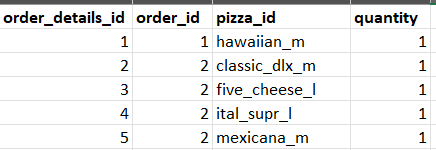 order_details_id order_id pizza_id quantity
1 1 hawaiian_m 1
2 2 classic_dlx_m 1
3 2 five_cheese_l 1
4 2 ital_supr_l 1
5 2 mexicana_m 1